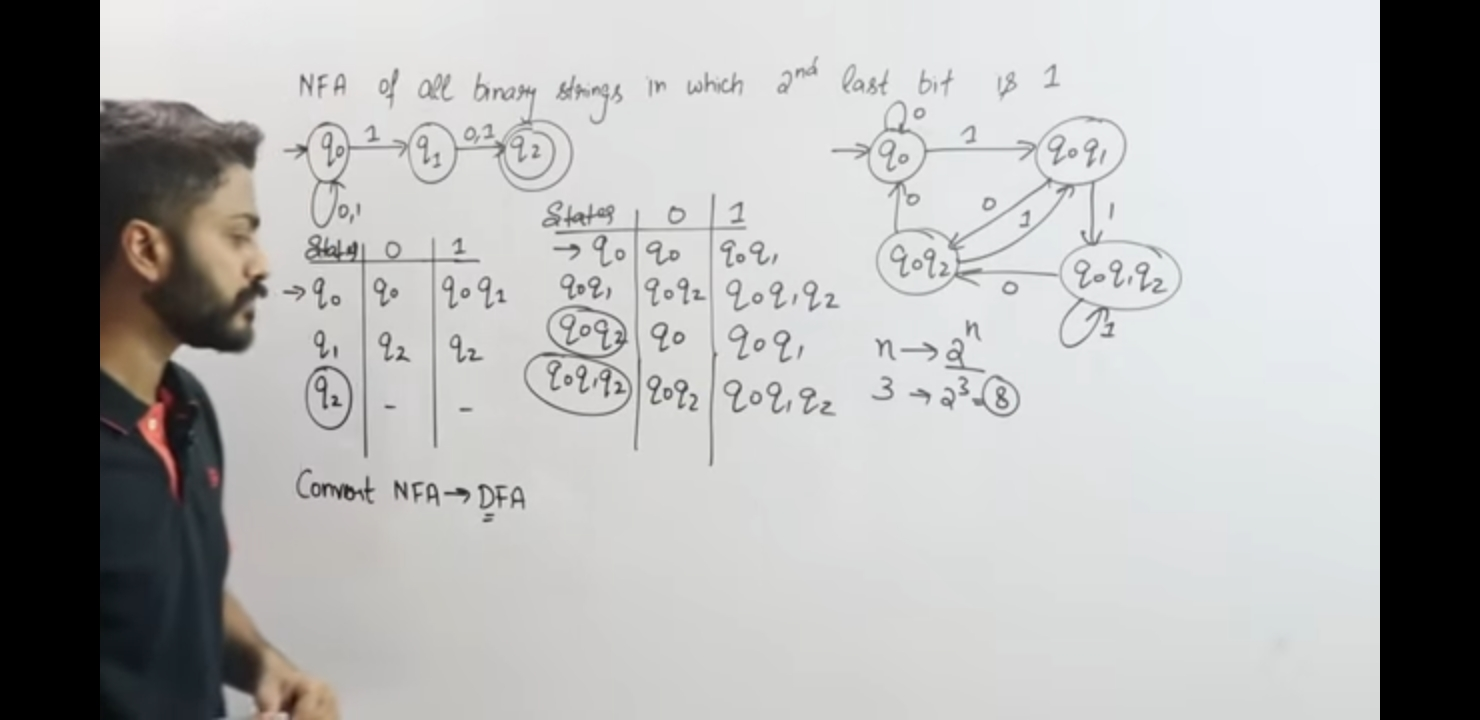 NFA of all binary strings in which 2nd last bit is 1
→ q0 1 → q1 0,1 → q2
0,1
States 0 1
→ q0 q0 q0q1
q1 q2 q2
q2 - -
Convert NFA → DFA
States 0 1
→ q0 q0 q0q1
q0q1 q0q2 q0q1q2
q0q2 q0 q0q1
q0q1q2 q0q2 q0q1q2
0
→ q0 1 → q0q1
0 0 1 1
q0q2 0 q0q1q2
1
n → 2^n
3 → 2^3 = 8